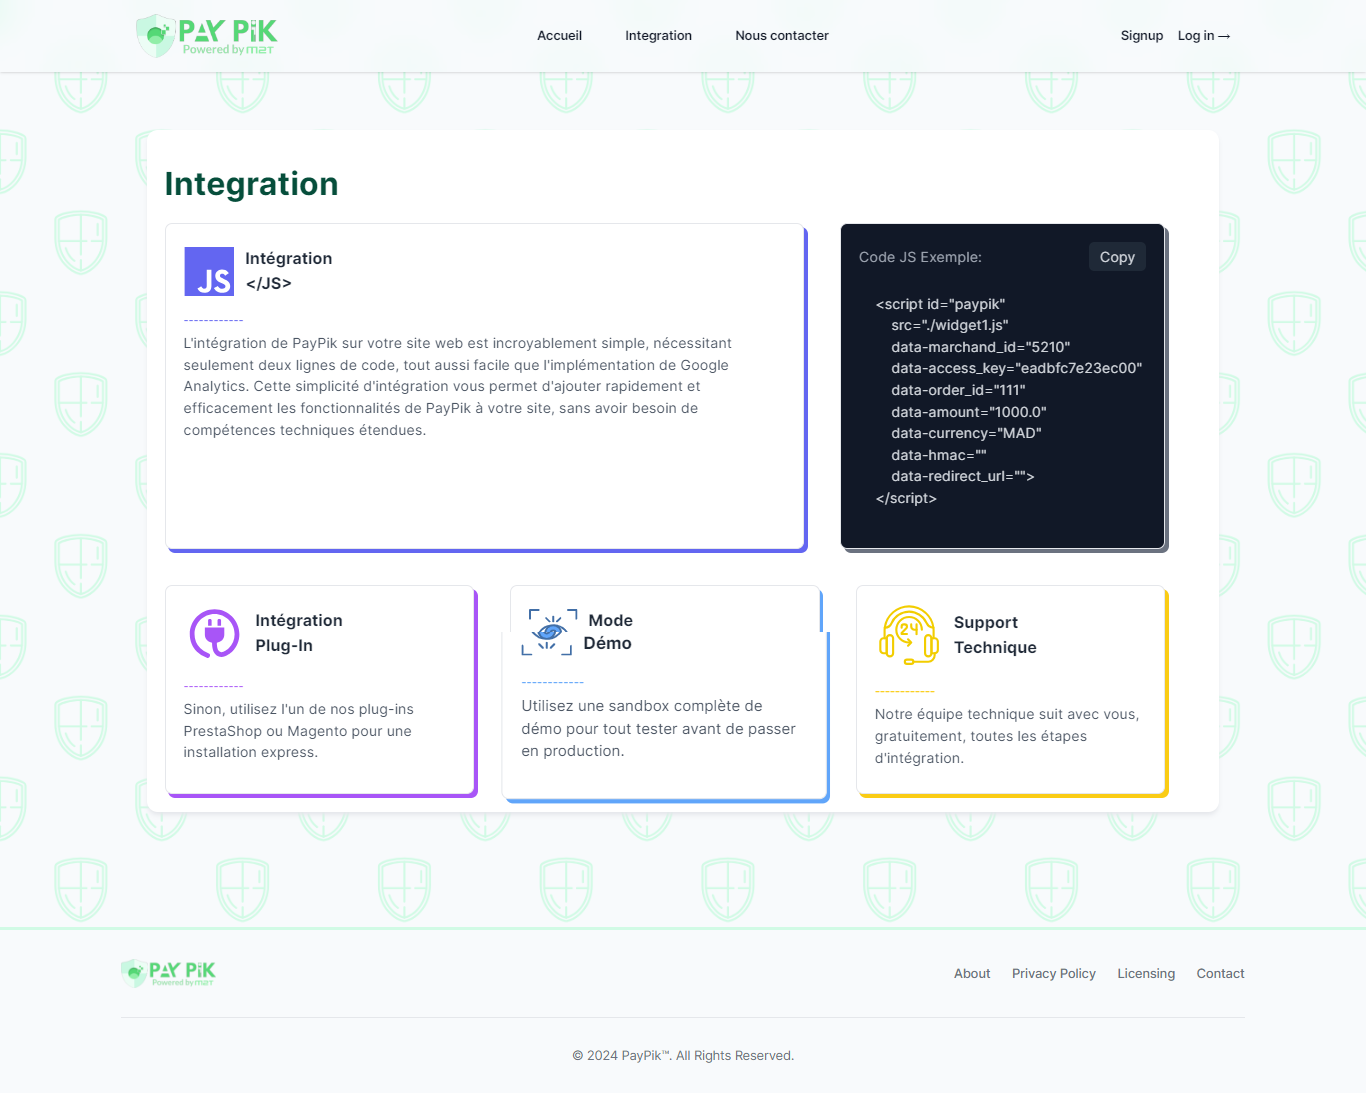 PAY PIK
Powered by M2T
Accueil
Integration
Nous contacter
Signup
Log in →
Integration
JS
Intégration
</JS>
------------
L'intégration de PayPik sur votre site web est incroyablement simple, nécessitant
seulement deux lignes de code, tout aussi facile que l'implémentation de Google
Analytics. Cette simplicité d'intégration vous permet d'ajouter rapidement et
efficacement les fonctionnalités de PayPik à votre site, sans avoir besoin de
compétences techniques étendues.
Code JS Exemple:
Copy
<script id="paypik"
src="./widget1.js"
data-marchand_id="5210"
data-access_key="eadbfc7e23ec00"
data-order_id="111"
data-amount="1000.0"
data-currency="MAD"
data-hmac=""
data-redirect_url="">
</script>
Intégration
Plug-In
------------
Sinon, utilisez l'un de nos plug-ins
PrestaShop ou Magento pour une
installation express.
Mode
Démo
------------
Utilisez une sandbox complète de
démo pour tout tester avant de passer
en production.
24
Support
Technique
------------
Notre équipe technique suit avec vous,
gratuitement, toutes les étapes
d'intégration.
PAY PIK
Powered by M2T
About
Privacy Policy
Licensing
Contact
© 2024 PayPik™. All Rights Reserved.